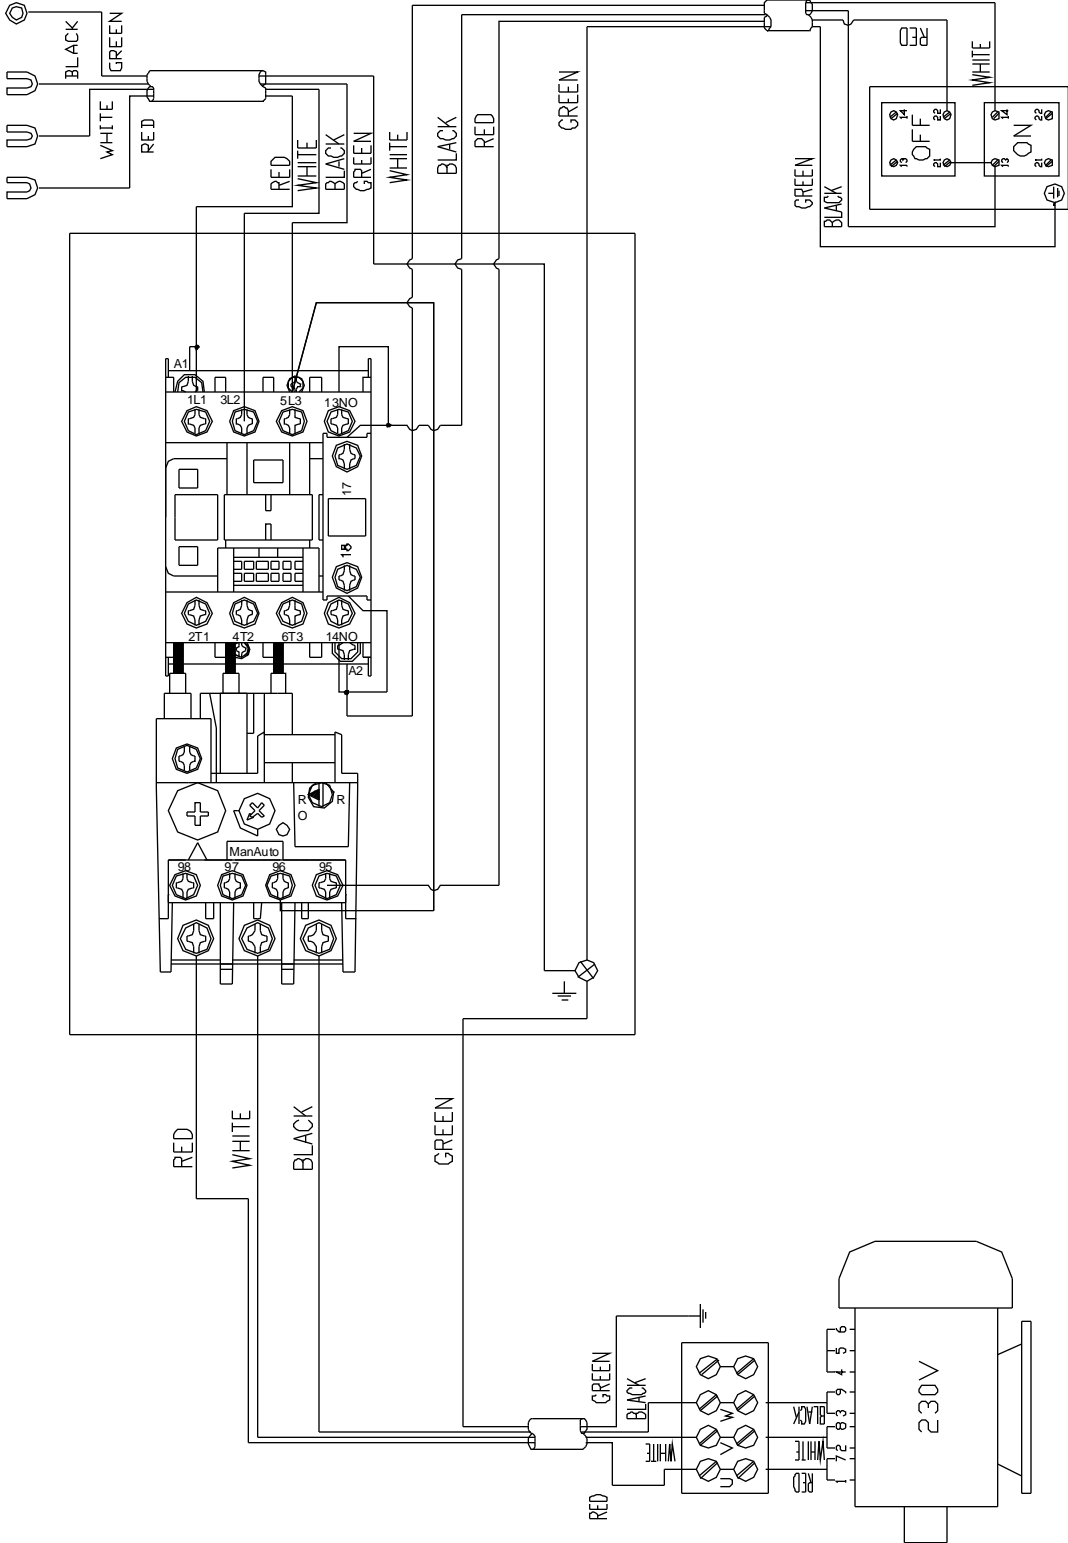 BLACK
GREEN
WHITE
RED
RED
WHITE
BLACK
GREEN
WHITE
BLACK
RED
GREEN
RED
WHITE
GREEN
BLACK
14
22
OFF
13
21
14
22
ON
13
21
A1
1L1
3L2
5L3
13NO
17
18
2T1
4T2
6T3
14NO
A2
R
R
O
ManAuto
98
97
96
95
RED
WHITE
BLACK
GREEN
GREEN
BLACK
WHITE
RED
W
V
U
BLACK
WHITE
RED
6
5
4
9
3
8
2
7
1
230V